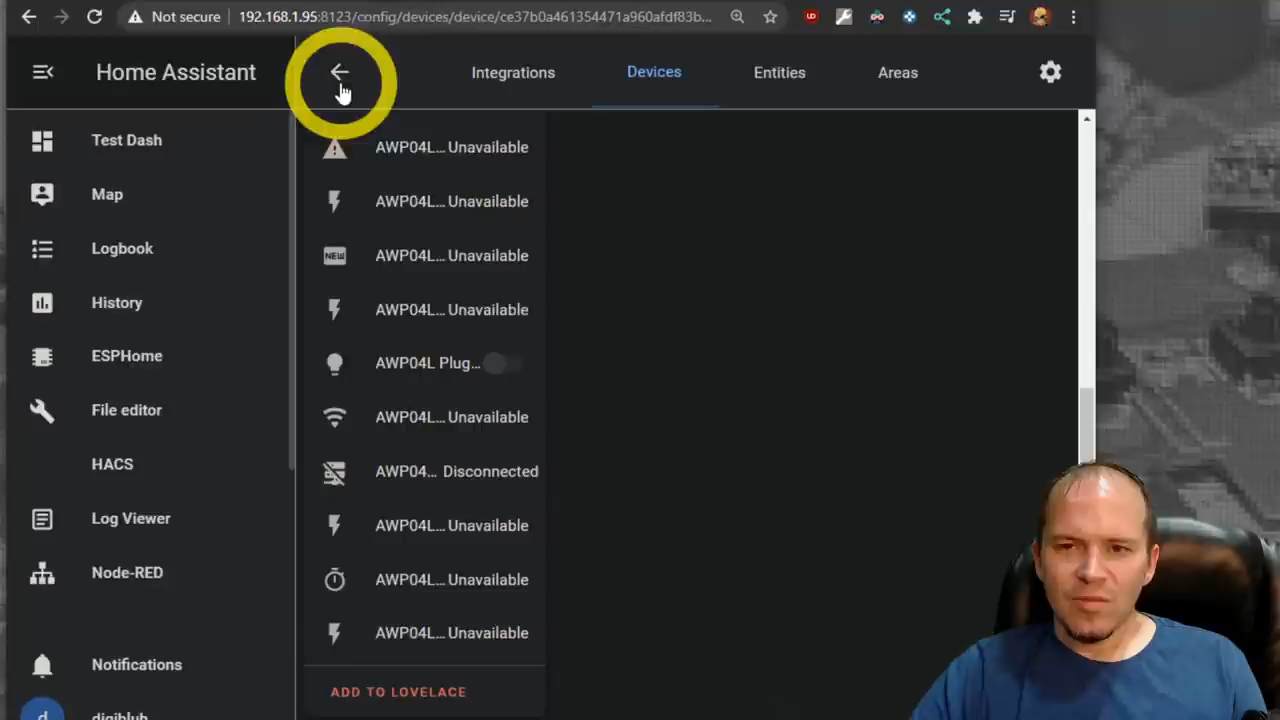 Not secure 192.168.1.95:8123/config/devices/device/ce37b0a461354471a960afdf83b...
Home Assistant
Integrations
Devices
Entities
Areas
Test Dash
Map
Logbook
History
ESPHome
File editor
HACS
Log Viewer
Node-RED
Notifications
d digiblub
AWP04L... Unavailable
AWP04L... Unavailable
NEW AWP04L... Unavailable
AWP04L... Unavailable
AWP04L Plug...
AWP04L... Unavailable
AWP04... Disconnected
AWP04L... Unavailable
AWP04L... Unavailable
AWP04L... Unavailable
ADD TO LOVELACE